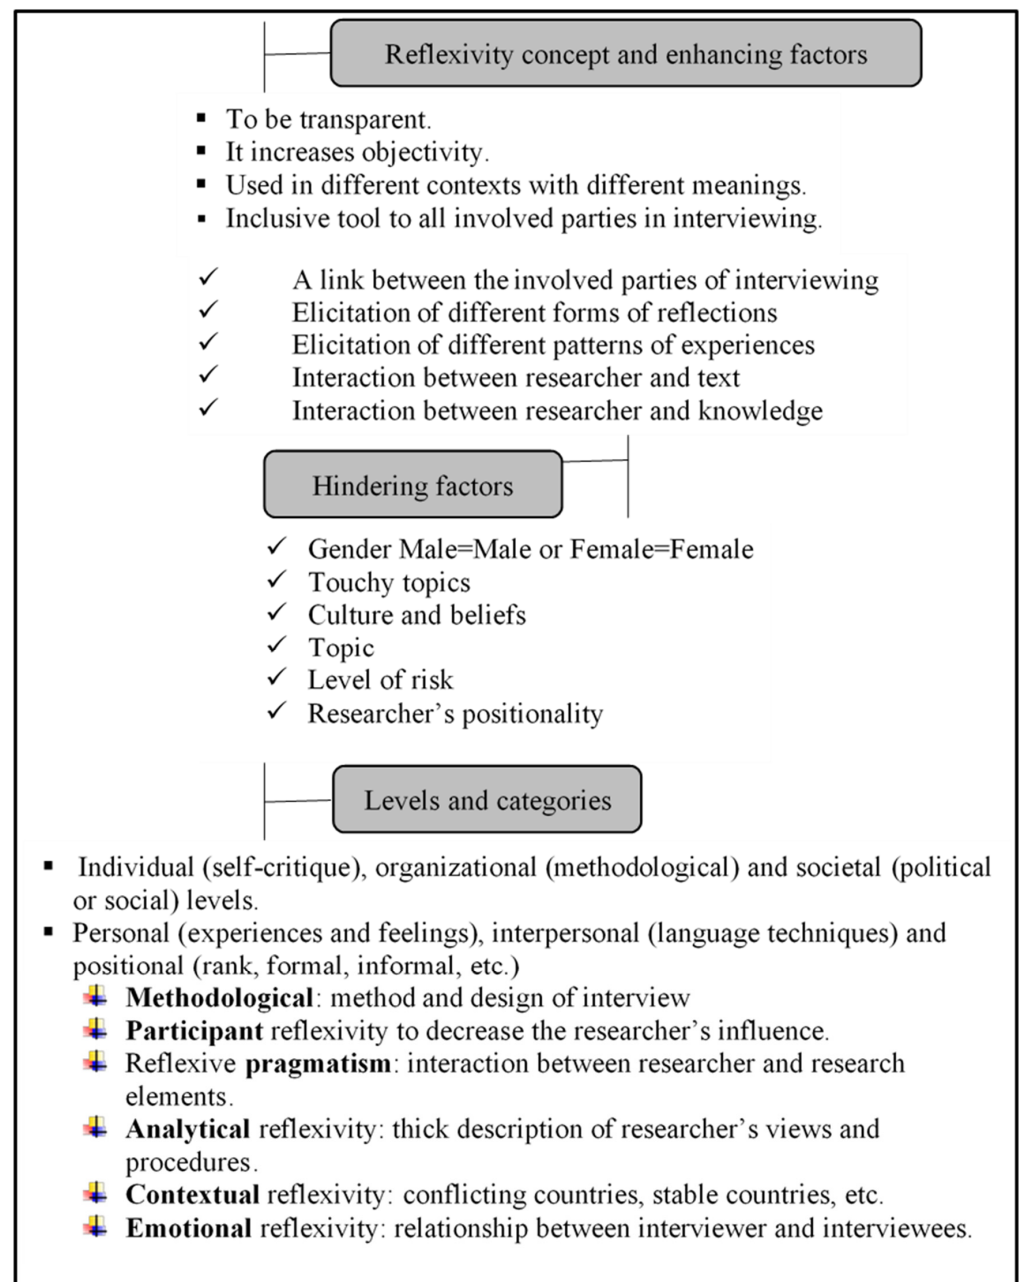 Reflexivity concept and enhancing factors
▪ To be transparent.
▪ It increases objectivity.
▪ Used in different contexts with different meanings.
▪ Inclusive tool to all involved parties in interviewing.
✓ A link between the involved parties of interviewing
✓ Elicitation of different forms of reflections
✓ Elicitation of different patterns of experiences
✓ Interaction between researcher and text
✓ Interaction between researcher and knowledge
Hindering factors
✓ Gender Male=Male or Female=Female
✓ Touchy topics
✓ Culture and beliefs
✓ Topic
✓ Level of risk
✓ Researcher’s positionality
Levels and categories
▪ Individual (self-critique), organizational (methodological) and societal (political
or social) levels.
▪ Personal (experiences and feelings), interpersonal (language techniques) and
positional (rank, formal, informal, etc.)
Methodological: method and design of interview
Participant reflexivity to decrease the researcher’s influence.
Reflexive pragmatism: interaction between researcher and research
elements.
Analytical reflexivity: thick description of researcher’s views and
procedures.
Contextual reflexivity: conflicting countries, stable countries, etc.
Emotional reflexivity: relationship between interviewer and interviewees.